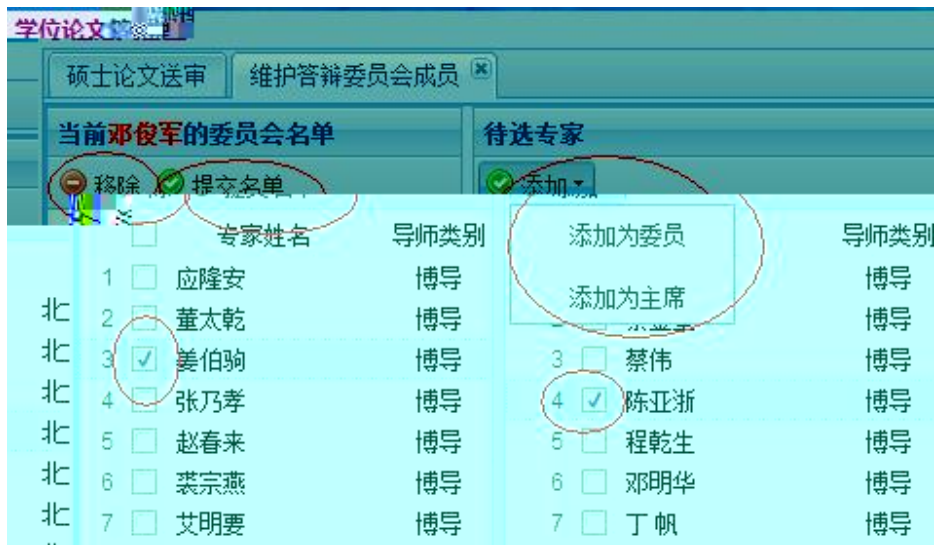 学位论文
硕士论文送审 维护答辩委员会成员
当前邓俊军的委员会名单 待选专家
移除 提交名单 添加
专家姓名 导师类别 添加为委员 导师类别
1 应隆安 博导 博导
添加为主席
北 2 董太乾 博导 博导
北 3 姜伯驹 博导 3 蔡伟 博导
北 4 张乃孝 博导 4 陈亚浙 博导
北 5 赵春来 博导 5 程乾生 博导
北 6 裘宗燕 博导 6 邓明华 博导
北 7 艾明要 博导 7 丁帆 博导